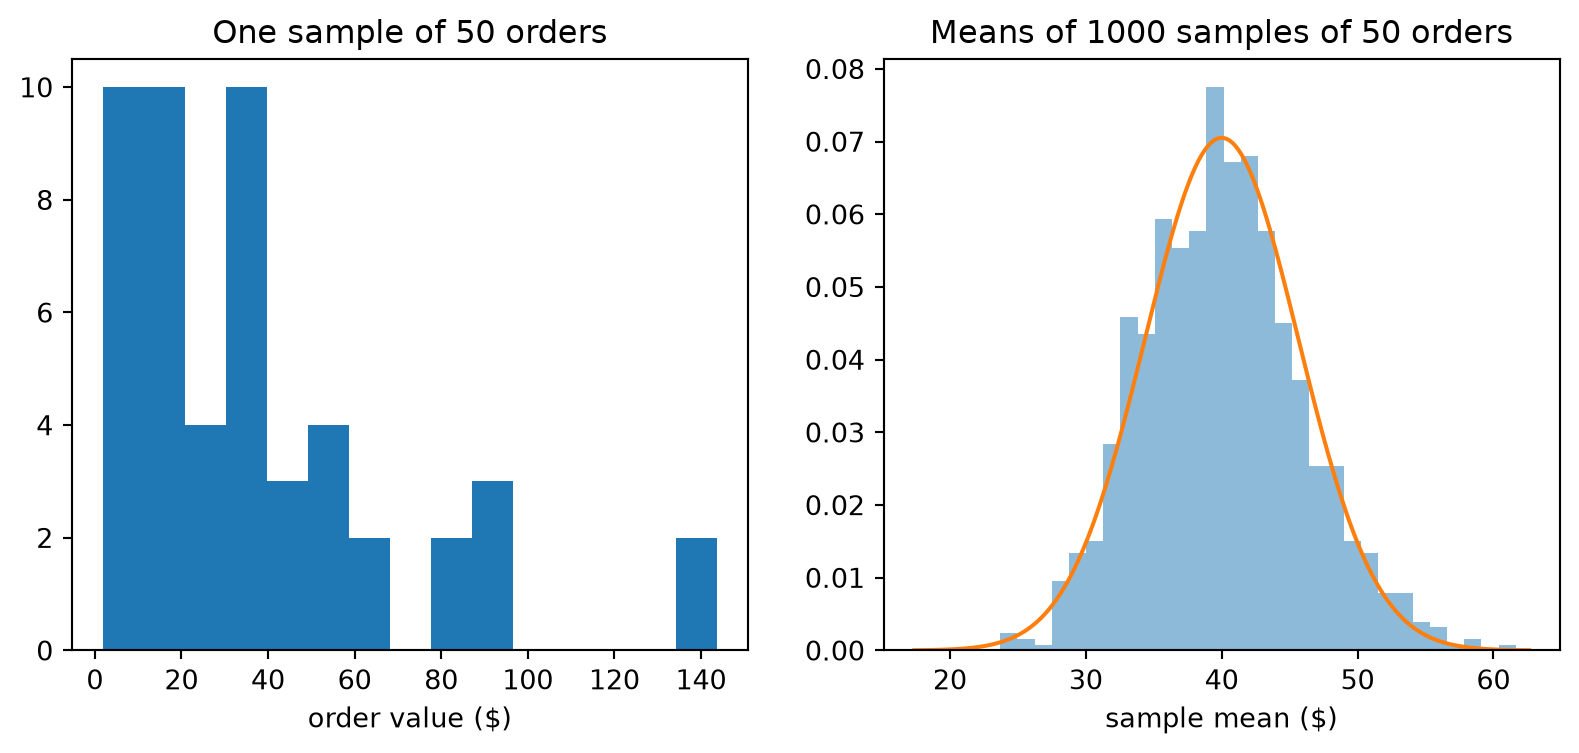 One sample of 50 orders
10
8
6
4
2
0
0 20 40 60 80 100 120 140
order value ($)
Means of 1000 samples of 50 orders
0.08
0.07
0.06
0.05
0.04
0.03
0.02
0.01
0.00
20 30 40 50 60
sample mean ($)